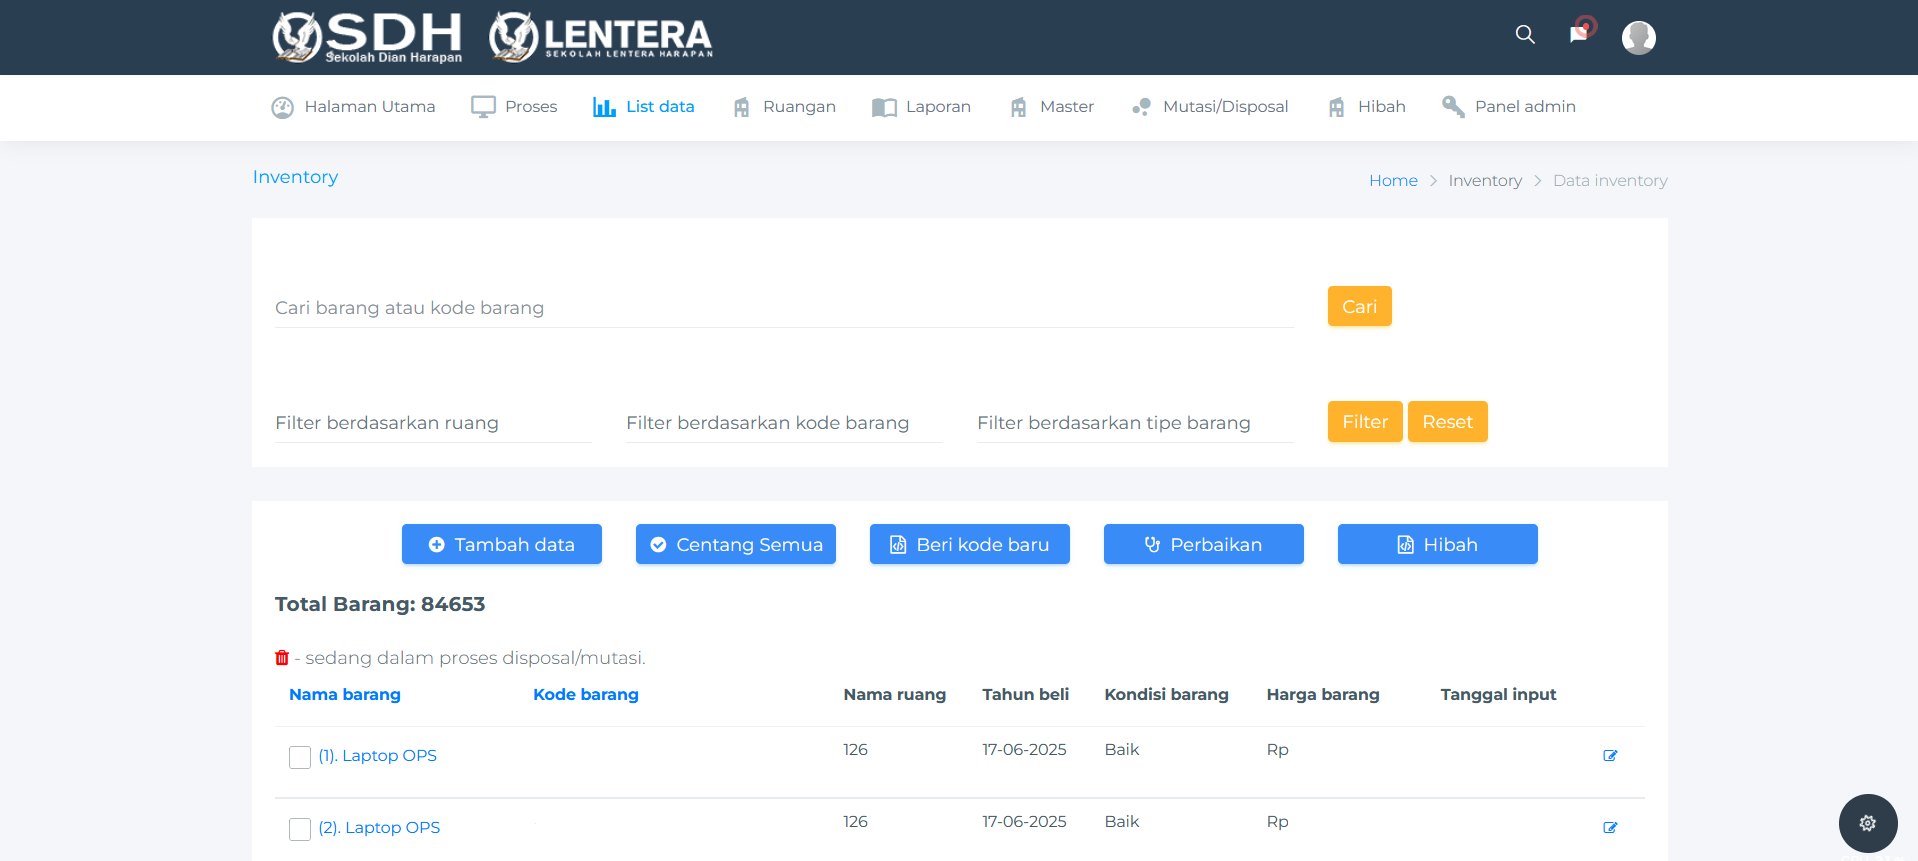 SDH Sekolah Dian Harapan LENTERA SEKOLAH LENTERA HARAPAN
Halaman Utama Proses List data Ruangan Laporan Master Mutasi/Disposal Hibah Panel admin
Inventory
Home > Inventory > Data inventory
Cari barang atau kode barang Cari
Filter berdasarkan ruang Filter berdasarkan kode barang Filter berdasarkan tipe barang Filter Reset
Tambah data Centang Semua Beri kode baru Perbaikan Hibah
Total Barang: 84653
- sedang dalam proses disposal/mutasi.
Nama barang Kode barang Nama ruang Tahun beli Kondisi barang Harga barang Tanggal input
(1). Laptop OPS 126 17-06-2025 Baik Rp
(2). Laptop OPS 126 17-06-2025 Baik Rp